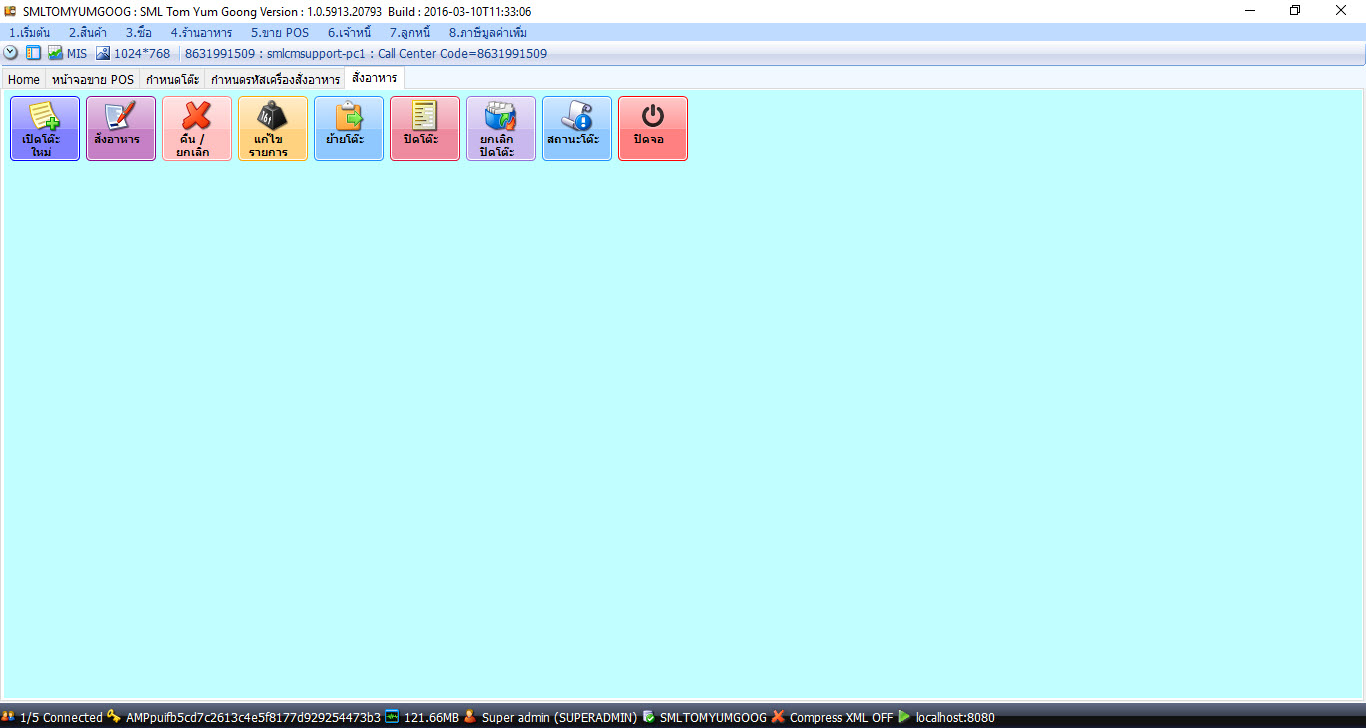 SMLTOMYUMGOOG : SML Tom Yum Goong Version : 1.0.5913.20793 Build : 2016-03-10T11:33:06
1.เริ่มต้น 2.สินค้า 3.ซื้อ 4.ร้านอาหาร 5.ขาย POS 6.เจ้าหนี้ 7.ลูกหนี้ 8.ภาษีมูลค่าเพิ่ม
MIS 1024*768 8631991509 : smlcmsupport-pc1 : Call Center Code=8631991509
Home หน้าจอขาย POS กำหนดโต๊ะ กำหนดรหัสเครื่องสั่งอาหาร สั่งอาหาร
เปิดโต๊ะ
ใหม่
สั่งอาหาร
คืน /
ยกเลิก
แก้ไข
รายการ
ย้ายโต๊ะ
ปิดโต๊ะ
ยกเลิก
ปิดโต๊ะ
สถานะโต๊ะ
ปิดจอ
1/5 Connected AMPpuifb5cd7c2613c4e5f8177d929254473b3 121.66MB Super admin (SUPERADMIN) SMLTOMYUMGOOG Compress XML OFF localhost:8080